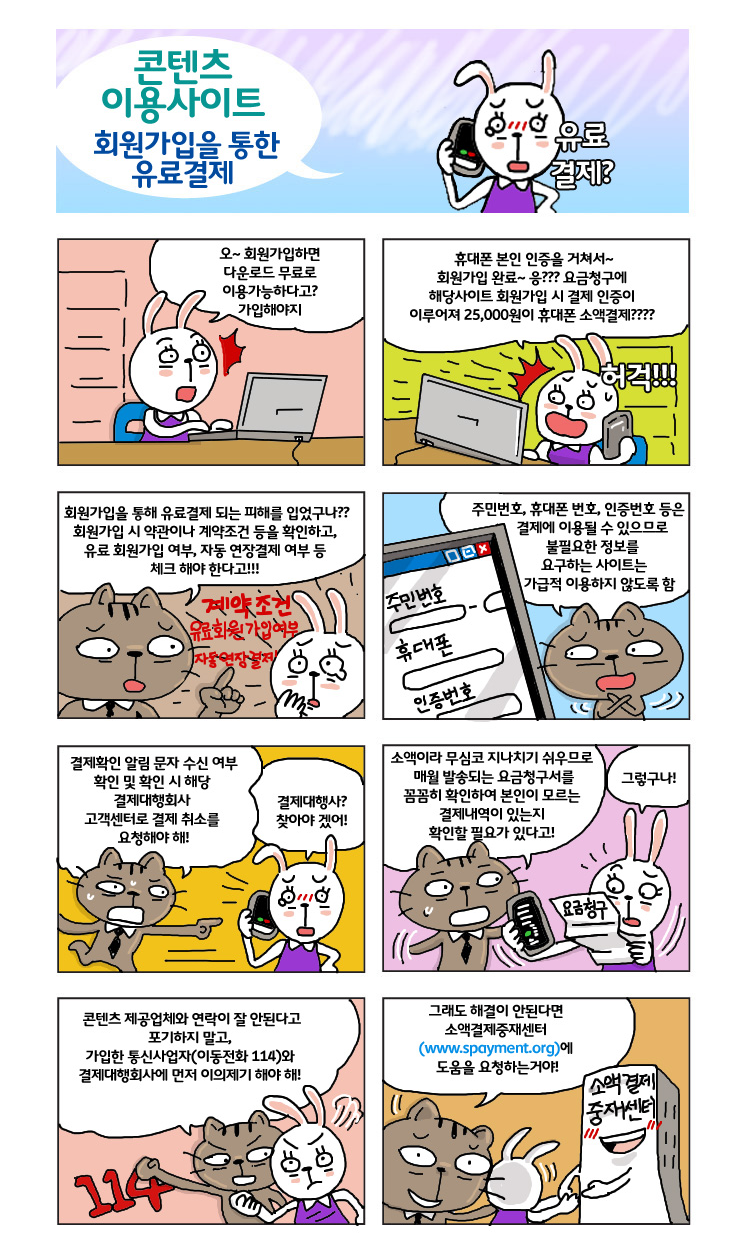 콘텐츠
이용사이트
회원가입을 통한
유료결제
유료
결제?
오~ 회원가입하면
다운로드 무료로
이용가능하다고?
가입해야지
휴대폰 본인 인증을 거쳐서~
회원가입 완료~ 응??? 요금청구에
해당사이트 회원가입 시 결제 인증이
이루어져 25,000원이 휴대폰 소액결제????
허걱!!!
회원가입을 통해 유료결제 되는 피해를 입었구나??
회원가입 시 약관이나 계약조건 등을 확인하고,
유료 회원가입 여부, 자동 연장결제 여부 등
체크 해야 한다고!!!
계약조건
유료회원가입여부
자동연장결제
주민번호, 휴대폰 번호, 인증번호 등은
결제에 이용될 수 있으므로
불필요한 정보를
요구하는 사이트는
가급적 이용하지 않도록 함
주민번호
-
휴대폰
인증번호
결제확인 알림 문자 수신 여부
확인 및 확인 시 해당
결제대행회사
고객센터로 결제 취소를
요청해야 해!
결제대행사?
찾아야 겠어!
소액이라 무심코 지나치기 쉬우므로
매월 발송되는 요금청구서를
꼼꼼히 확인하여 본인이 모르는
결제내역이 있는지
확인할 필요가 있다고!
그렇구나!
요금청구
콘텐츠 제공업체와 연락이 잘 안된다고
포기하지 말고,
가입한 통신사업자(이동전화 114)와
결제대행회사에 먼저 이의제기 해야 해!
114
그래도 해결이 안된다면
소액결제중재센터
(www.spayment.org)에
도움을 요청하는거야!
소액결제
중재센터